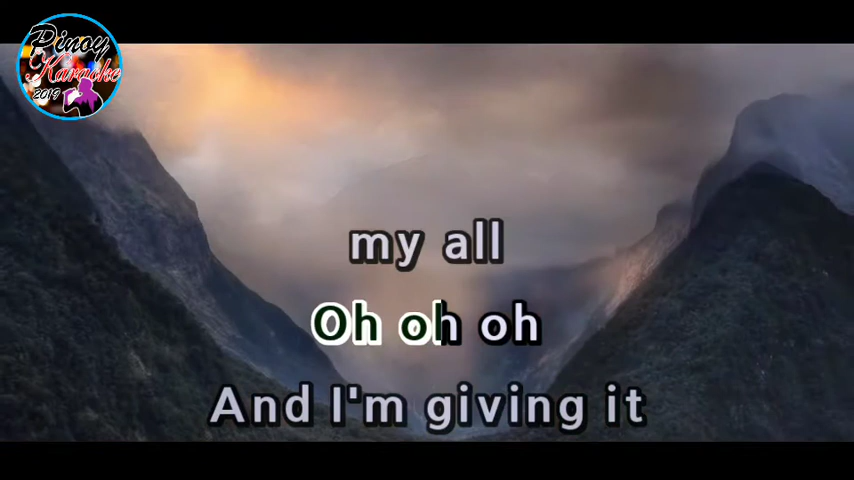 Pinoy
Karaoke
2019
my all
Oh oh oh
And I'm giving it